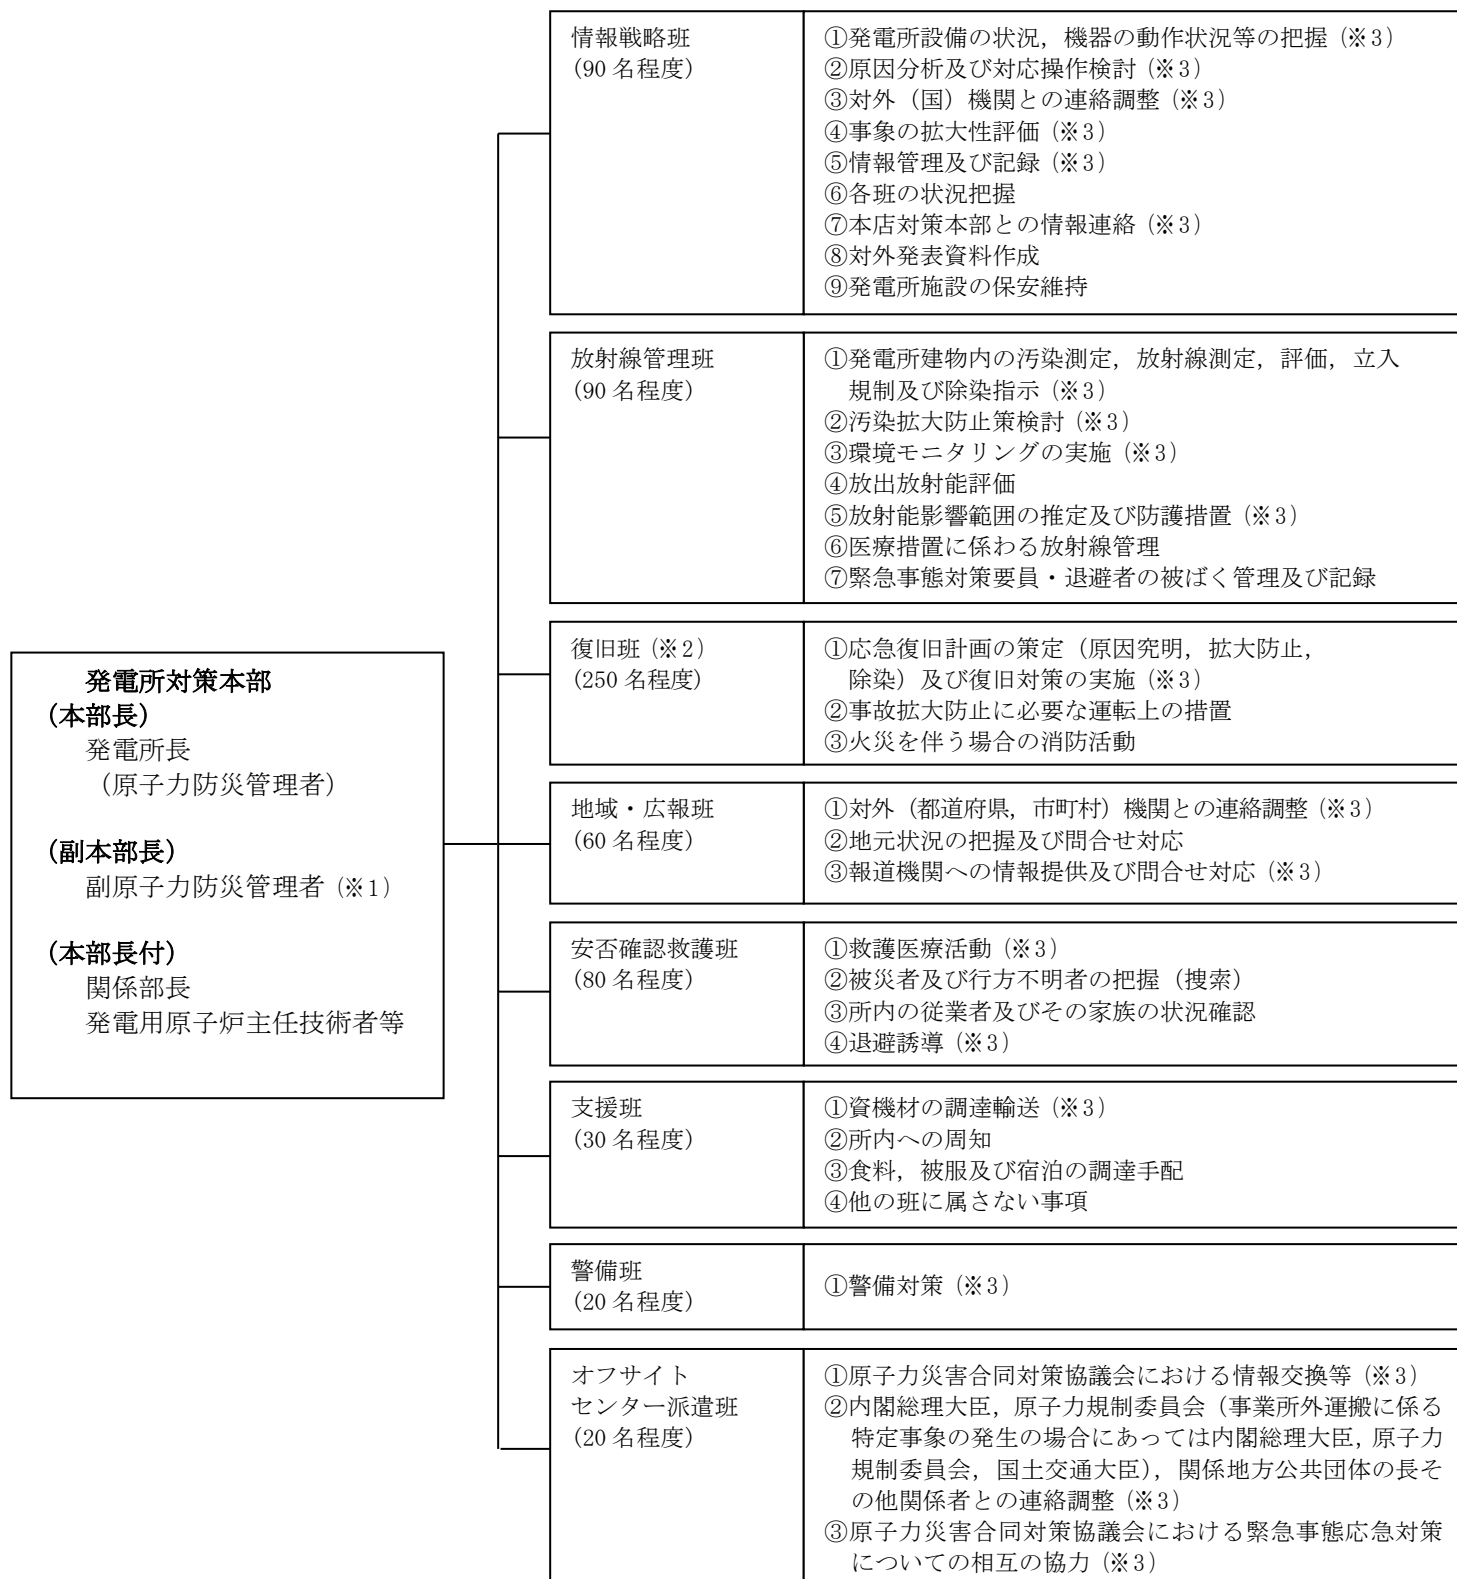 発電所対策本部
(本部長)
発電所長
（原子力防災管理者）
(副本部長)
副原子力防災管理者（※1）
(本部長付)
関係部長
発電用原子炉主任技術者等
情報戦略班
(90 名程度)
①発電所設備の状況，機器の動作状況等の把握（※3）
②原因分析及び対応操作検討（※3）
③対外（国）機関との連絡調整（※3）
④事象の拡大性評価（※3）
⑤情報管理及び記録（※3）
⑥各班の状況把握
⑦本店対策本部との情報連絡（※3）
⑧対外発表資料作成
⑨発電所施設の保安維持
放射線管理班
(90 名程度)
①発電所建物内の汚染測定，放射線測定，評価，立入
規制及び除染指示（※3）
②汚染拡大防止策検討（※3）
③環境モニタリングの実施（※3）
④放出放射能評価
⑤放射能影響範囲の推定及び防護措置（※3）
⑥医療措置に係わる放射線管理
⑦緊急事態対策要員・退避者の被ばく管理及び記録
復旧班（※2）
(250 名程度)
①応急復旧計画の策定（原因究明，拡大防止，
除染）及び復旧対策の実施（※3）
②事故拡大防止に必要な運転上の措置
③火災を伴う場合の消防活動
地域・広報班
(60 名程度)
①対外（都道府県，市町村）機関との連絡調整（※3）
②地元状況の把握及び問合せ対応
③報道機関への情報提供及び問合せ対応（※3）
安否確認救護班
(80 名程度)
①救護医療活動（※3）
②被災者及び行方不明者の把握（捜索）
③所内の従業者及びその家族の状況確認
④退避誘導（※3）
支援班
(30 名程度)
①資機材の調達輸送（※3）
②所内への周知
③食料，被服及び宿泊の調達手配
④他の班に属さない事項
警備班
(20 名程度)
①警備対策（※3）
オフサイト
センター派遣班
(20 名程度)
①原子力災害合同対策協議会における情報交換等（※3）
②内閣総理大臣，原子力規制委員会（事業所外運搬に係る
特定事象の発生の場合にあっては内閣総理大臣，原子力
規制委員会，国土交通大臣），関係地方公共団体の長そ
の他関係者との連絡調整（※3）
③原子力災害合同対策協議会における緊急事態応急対策
についての相互の協力（※3）